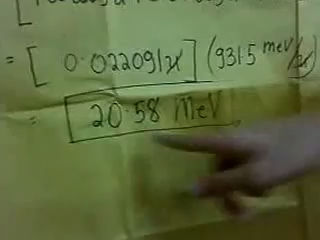 = [ 0.022091u ] (931.5 meV/u)
= 20.58 MeV